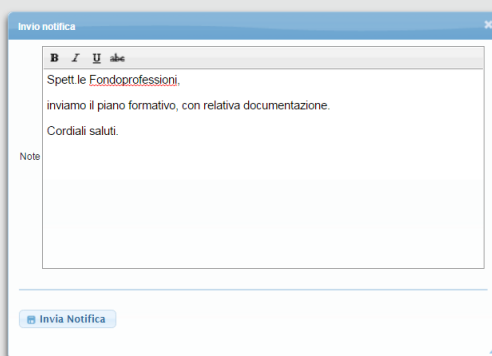 Invio notifica
B I U abc
Spett.le Fondoprofessioni,
inviamo il piano formativo, con relativa documentazione.
Cordiali saluti.
Note
Invia Notifica